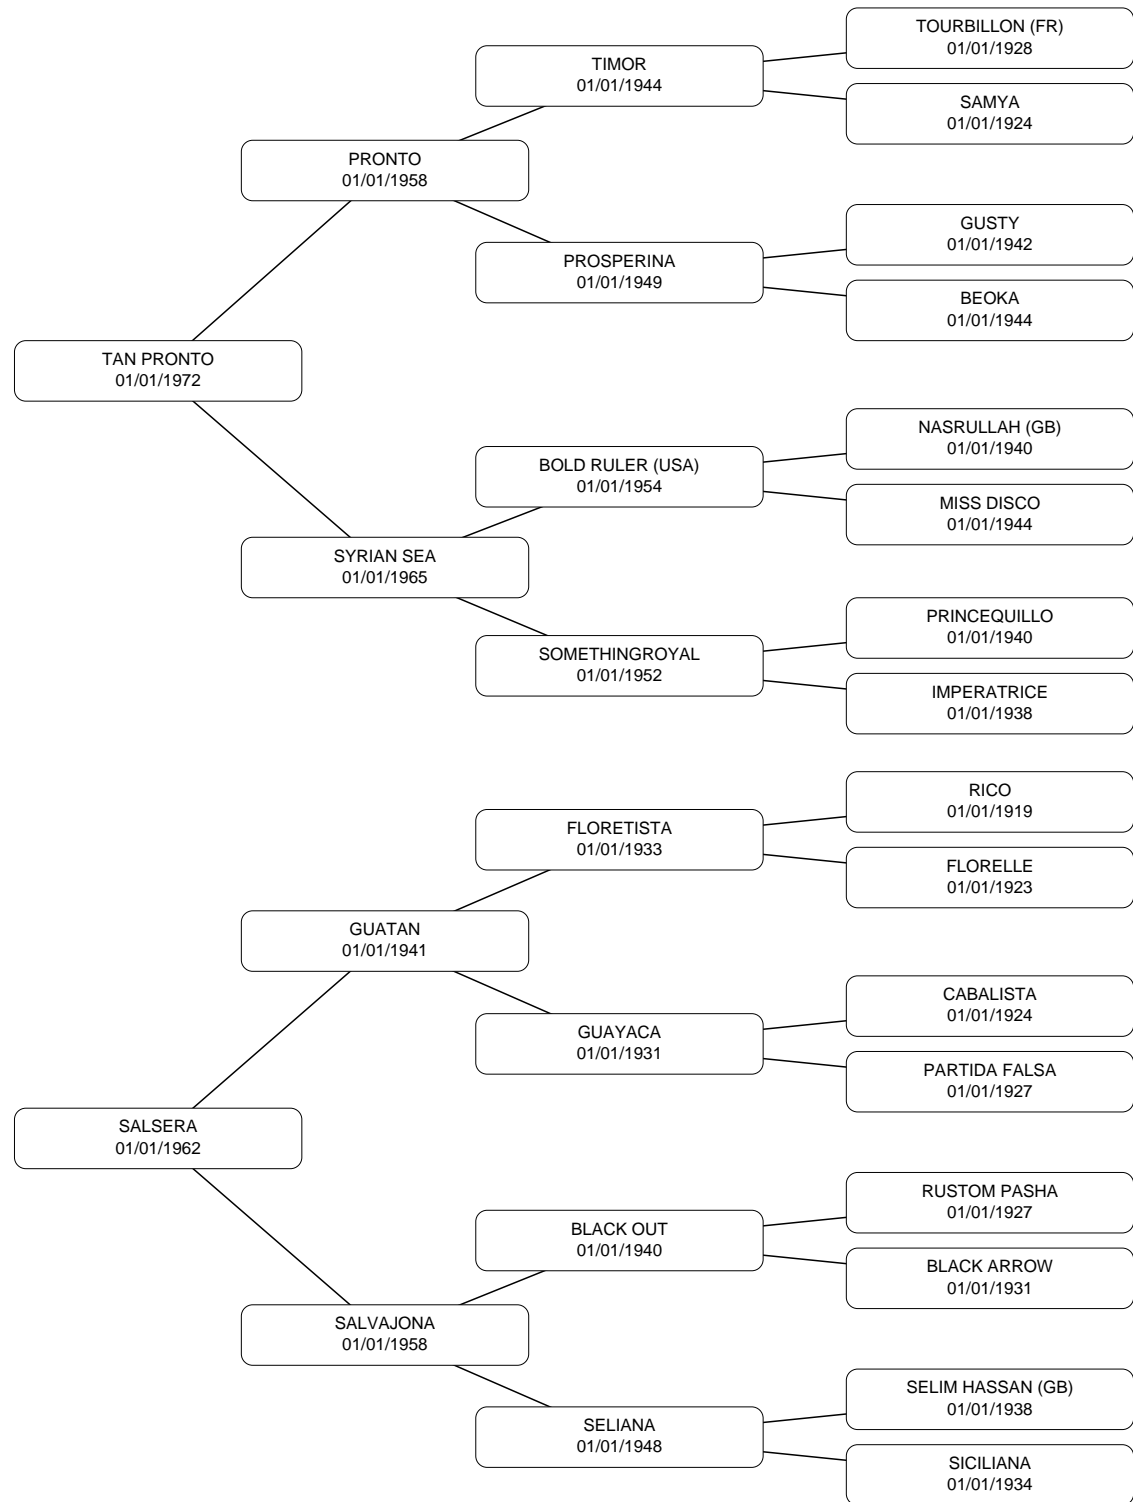 TOURBILLON (FR)
01/01/1928
TIMOR
01/01/1944
SAMYA
01/01/1924
PRONTO
01/01/1958
GUSTY
01/01/1942
PROSPERINA
01/01/1949
BEOKA
01/01/1944
TAN PRONTO
01/01/1972
NASRULLAH (GB)
01/01/1940
BOLD RULER (USA)
01/01/1954
MISS DISCO
01/01/1944
SYRIAN SEA
01/01/1965
PRINCEQUILLO
01/01/1940
SOMETHINGROYAL
01/01/1952
IMPERATRICE
01/01/1938
RICO
01/01/1919
FLORETISTA
01/01/1933
FLORELLE
01/01/1923
GUATAN
01/01/1941
CABALISTA
01/01/1924
GUAYACA
01/01/1931
PARTIDA FALSA
01/01/1927
SALSERA
01/01/1962
RUSTOM PASHA
01/01/1927
BLACK OUT
01/01/1940
BLACK ARROW
01/01/1931
SALVAJONA
01/01/1958
SELIM HASSAN (GB)
01/01/1938
SELIANA
01/01/1948
SICILIANA
01/01/1934